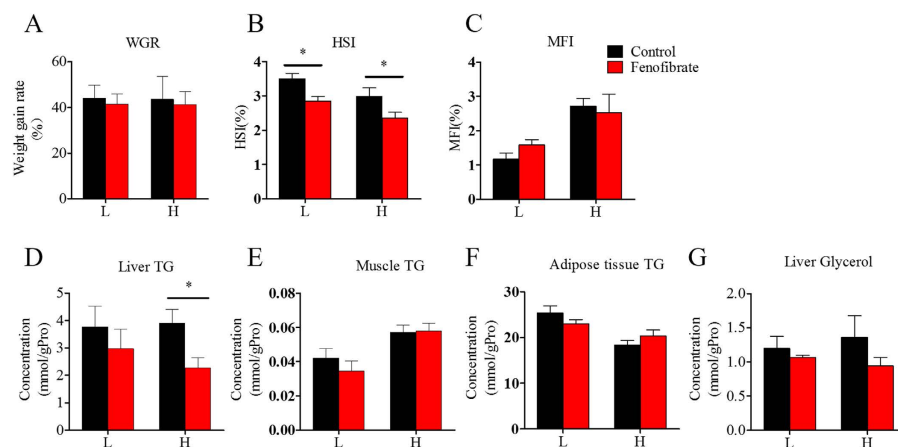 A
WGR
Weight gain rate
(%)
60
40
20
0
L
H
B
HSI
HSI(%)
4
3
2
1
0
*
*
L
H
C
MFI
MFI(%)
4
3
2
1
0
L
H
Control
Fenofibrate
D
Liver TG
Concentration
(mmol/gPro)
5
4
3
2
1
0
*
L
H
E
Muscle TG
Concentration
(mmol/gPro)
0.08
0.06
0.04
0.02
0.00
L
H
F
Adipose tissue TG
Concentration
(mmol/gPro)
30
20
10
0
L
H
G
Liver Glycerol
Concentration
(mmol/gPro)
2.0
1.5
1.0
0.5
0.0
L
H